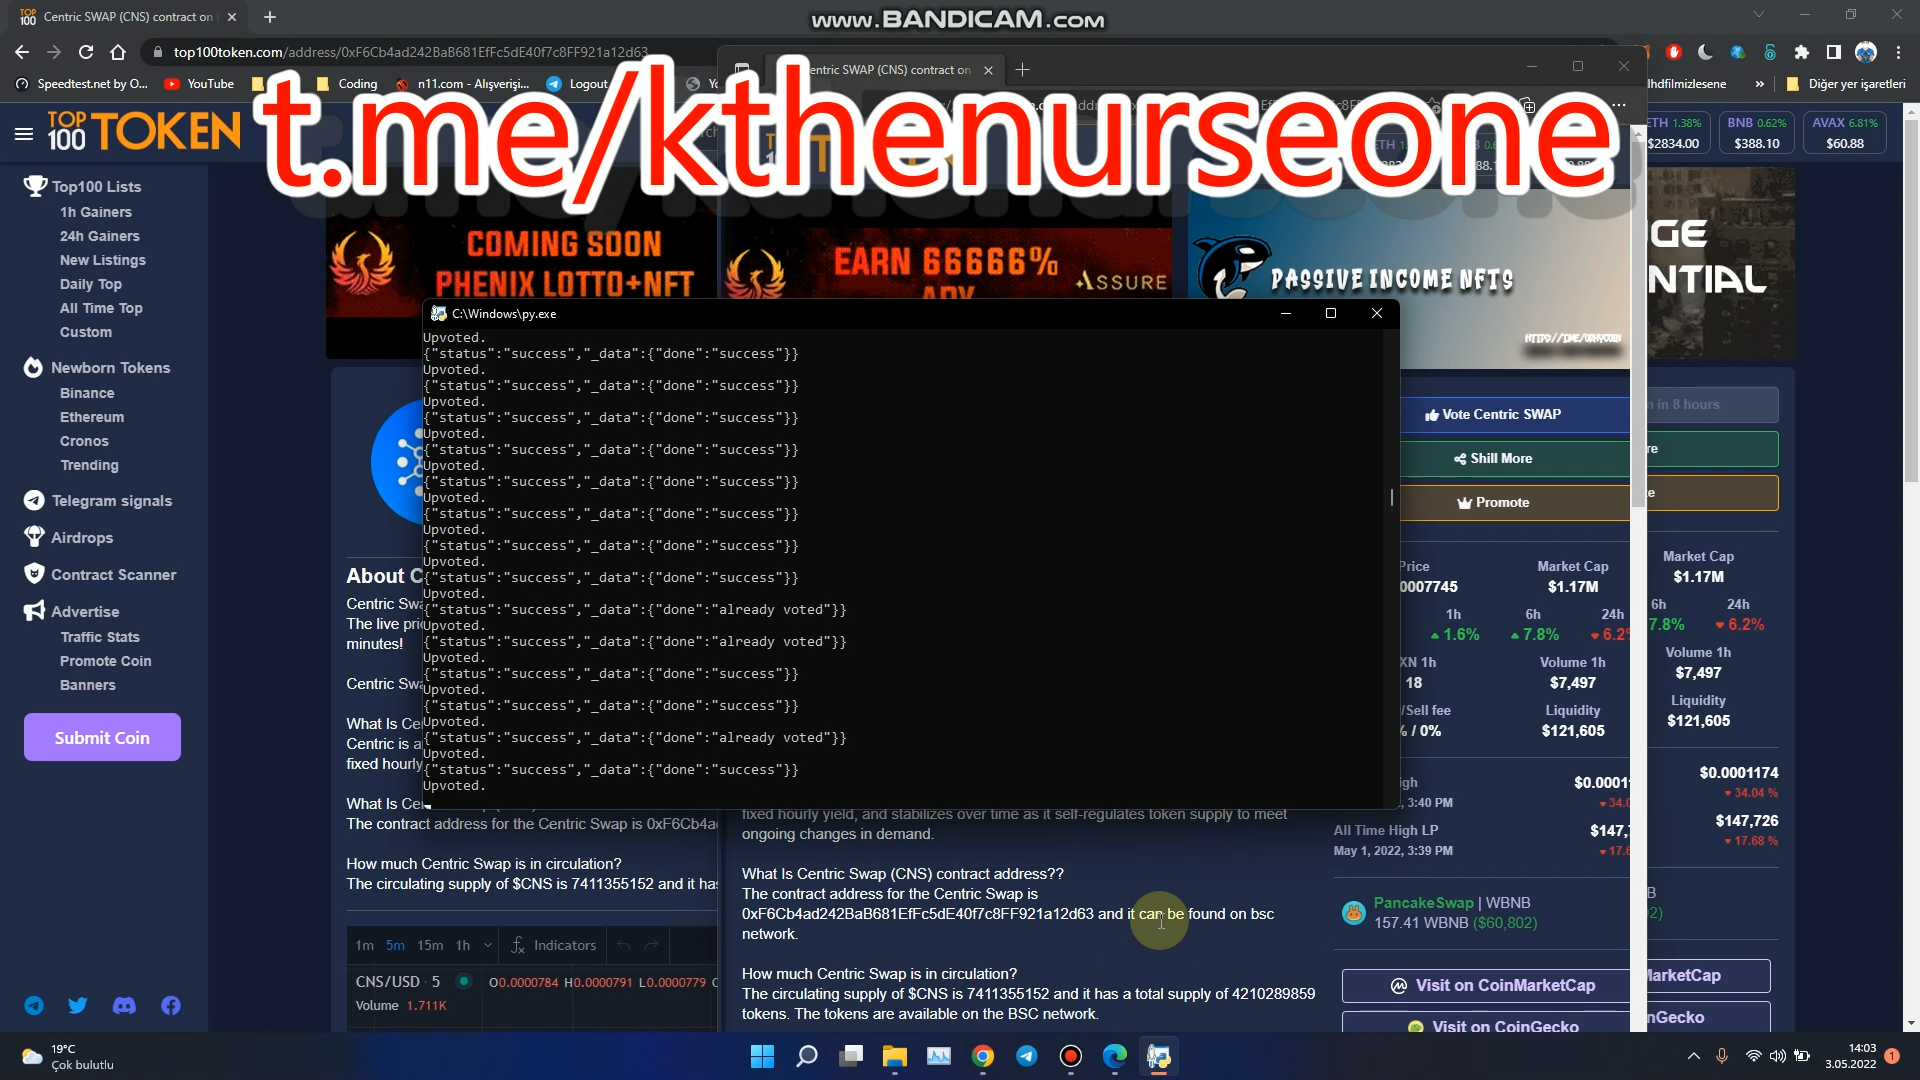 Centric SWAP (CNS) contract on
www.BANDICAM.com
top100token.com/address/0xF6Cb4ad242BaB681EfFc5dE40f7c8FF921a12d63
Speedtest.net by O...
YouTube
Coding
n11.com - Alışverişi...
Logout
lhdfilmizlesene
»
Diğer yer işaretleri
entric SWAP (CNS) contract on
t.me/kthenurseone
TOP 100 TOKEN
ETH 1.38%
$2834.00
BNB 0.62%
$388.10
AVAX 6.81%
$60.88
Top100 Lists
1h Gainers
24h Gainers
New Listings
Daily Top
All Time Top
Custom
Newborn Tokens
Binance
Ethereum
Cronos
Trending
Telegram signals
Airdrops
Contract Scanner
Advertise
Traffic Stats
Promote Coin
Banners
Submit Coin
COMING SOON
PHENIX LOTTO+NFT
EARN 66666%
APY
ASSURE
PASSIVE INCOME NFTS
GE
NTIAL
C:\Windows\py.exe
Upvoted.
{"status":"success","_data":{"done":"success"}}
Upvoted.
{"status":"success","_data":{"done":"success"}}
Upvoted.
{"status":"success","_data":{"done":"success"}}
Upvoted.
{"status":"success","_data":{"done":"success"}}
Upvoted.
{"status":"success","_data":{"done":"success"}}
Upvoted.
{"status":"success","_data":{"done":"success"}}
Upvoted.
{"status":"success","_data":{"done":"success"}}
Upvoted.
{"status":"success","_data":{"done":"success"}}
Upvoted.
{"status":"success","_data":{"done":"already voted"}}
Upvoted.
{"status":"success","_data":{"done":"already voted"}}
Upvoted.
{"status":"success","_data":{"done":"success"}}
Upvoted.
{"status":"success","_data":{"done":"success"}}
Upvoted.
{"status":"success","_data":{"done":"already voted"}}
Upvoted.
{"status":"success","_data":{"done":"success"}}
Upvoted.
About C
Centric Swa
The live pri
minutes!
Centric Swa
What Is Ce
Centric is a
fixed hourly
What Is Ce
The contract address for the Centric Swap is 0xF6Cb4a
How much Centric Swap is in circulation?
The circulating supply of $CNS is 7411355152 and it has
1m 5m 15m 1h
Indicators
CNS/USD · 5
O0.0000784 H0.0000791 L0.0000779 C
Volume 1.711K
fixed hourly yield, and stabilizes over time as it self-regulates token supply to meet
ongoing changes in demand.
What Is Centric Swap (CNS) contract address??
The contract address for the Centric Swap is
0xF6Cb4ad242BaB681EfFc5dE40f7c8FF921a12d63 and it can be found on bsc
network.
How much Centric Swap is in circulation?
The circulating supply of $CNS is 7411355152 and it has a total supply of 4210289859
tokens. The tokens are available on the BSC network.
Vote Centric SWAP
Shill More
Promote
Price
0007745
Market Cap
$1.17M
1h
1.6%
6h
7.8%
24h
6.2%
XN 1h
18
Volume 1h
$7,497
/Sell fee
% / 0%
Liquidity
$121,605
igh
, 3:40 PM
$0.0001
34.0
All Time High LP
May 1, 2022, 3:39 PM
$147,
17.6
PancakeSwap | WBNB
157.41 WBNB ($60,802)
Visit on CoinMarketCap
Visit on CoinGecko
n in 8 hours
re
e
Market Cap
$1.17M
6h
7.8%
24h
6.2%
Volume 1h
$7,497
Liquidity
$121,605
$0.0001174
34.04 %
$147,726
17.68 %
B
02)
MarketCap
nGecko
19°C
Çok bulutlu
14:03
3.05.2022
1